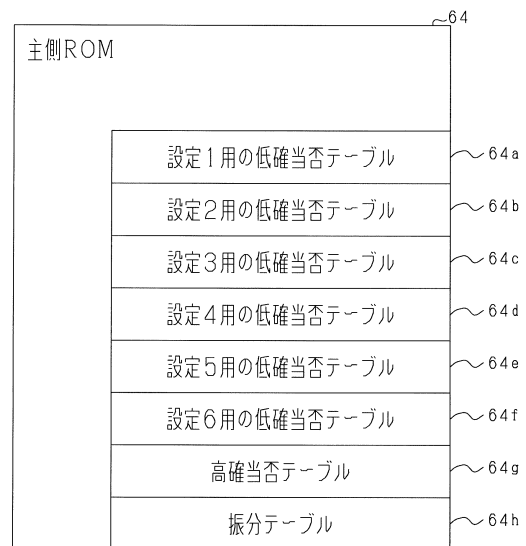 64
主側ROM
設定1用の低確当否テーブル 64a
設定2用の低確当否テーブル 64b
設定3用の低確当否テーブル 64c
設定4用の低確当否テーブル 64d
設定5用の低確当否テーブル 64e
設定6用の低確当否テーブル 64f
高確当否テーブル 64g
振分テーブル 64h